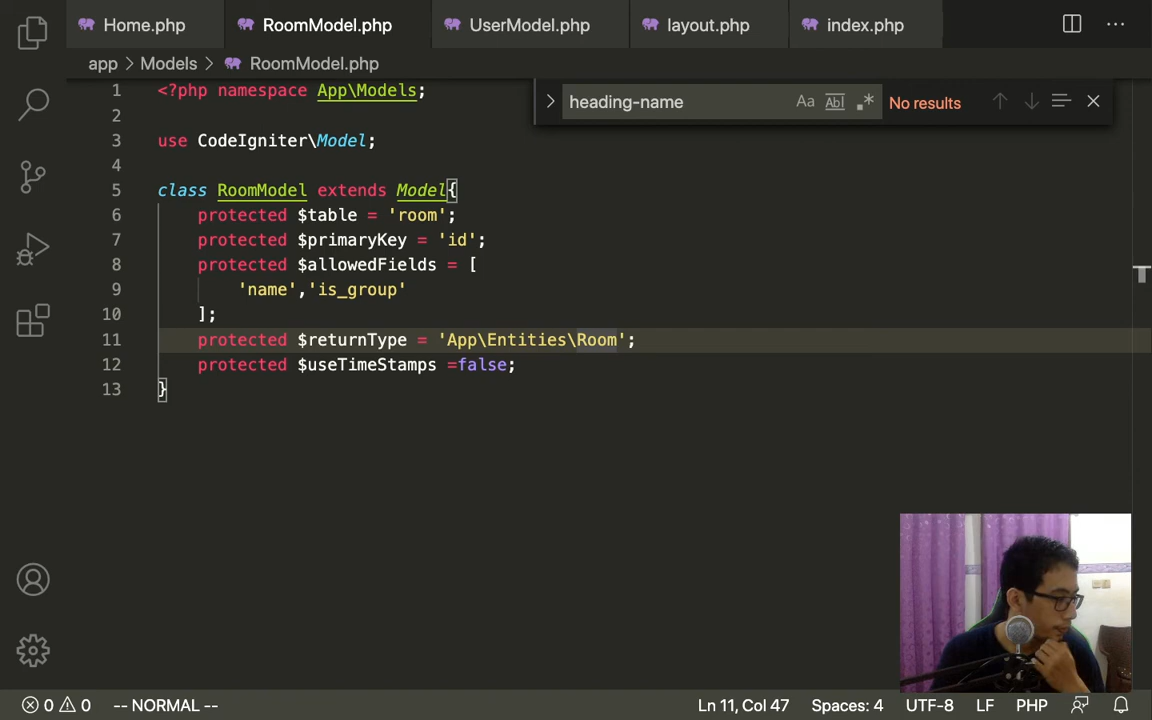 Home.php
RoomModel.php
UserModel.php
layout.php
index.php
app > Models > RoomModel.php
heading-name
Aa
Abl
.*
No results
1 <?php namespace App\Models;
2
3 use CodeIgniter\Model;
4
5 class RoomModel extends Model{
6 protected $table = 'room';
7 protected $primaryKey = 'id';
8 protected $allowedFields = [
9 'name','is_group'
10 ];
11 protected $returnType = 'App\Entities\Room';
12 protected $useTimeStamps =false;
13 }
0 0 -- NORMAL --
Ln 11, Col 47
Spaces: 4
UTF-8
LF
PHP